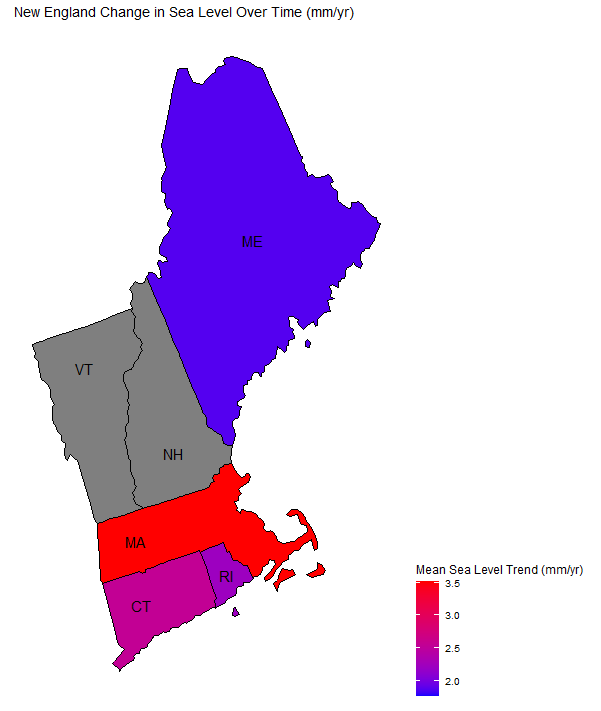 New England Change in Sea Level Over Time (mm/yr)
ME
VT
NH
MA
RI
CT
Mean Sea Level Trend (mm/yr)
3.5
3.0
2.5
2.0